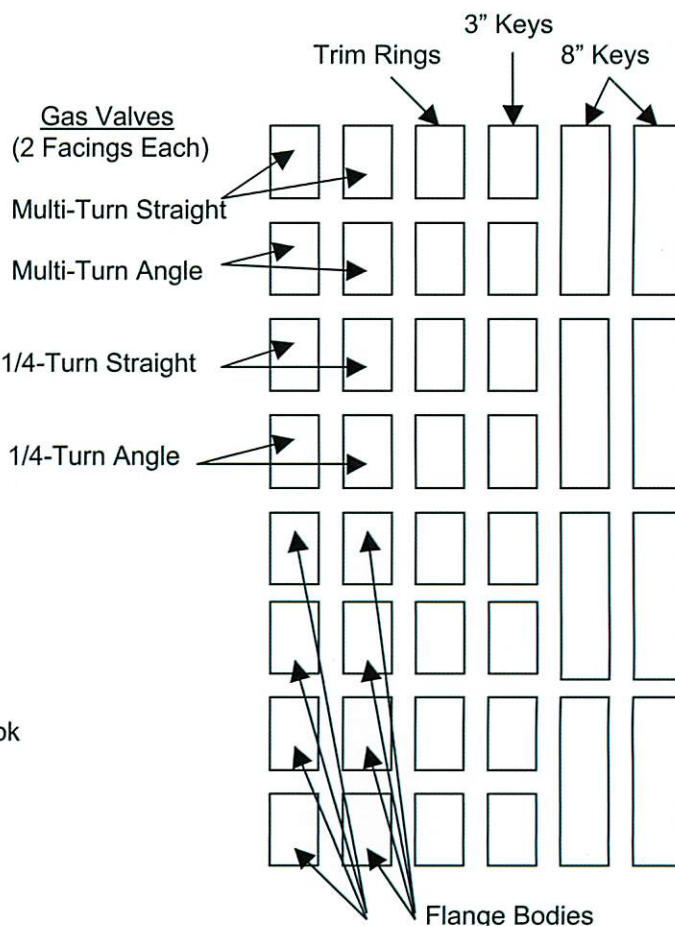 3” Keys
Trim Rings
8” Keys
Gas Valves
(2 Facings Each)
Multi-Turn Straight
Multi-Turn Angle
1/4-Turn Straight
1/4-Turn Angle
Flange Bodies